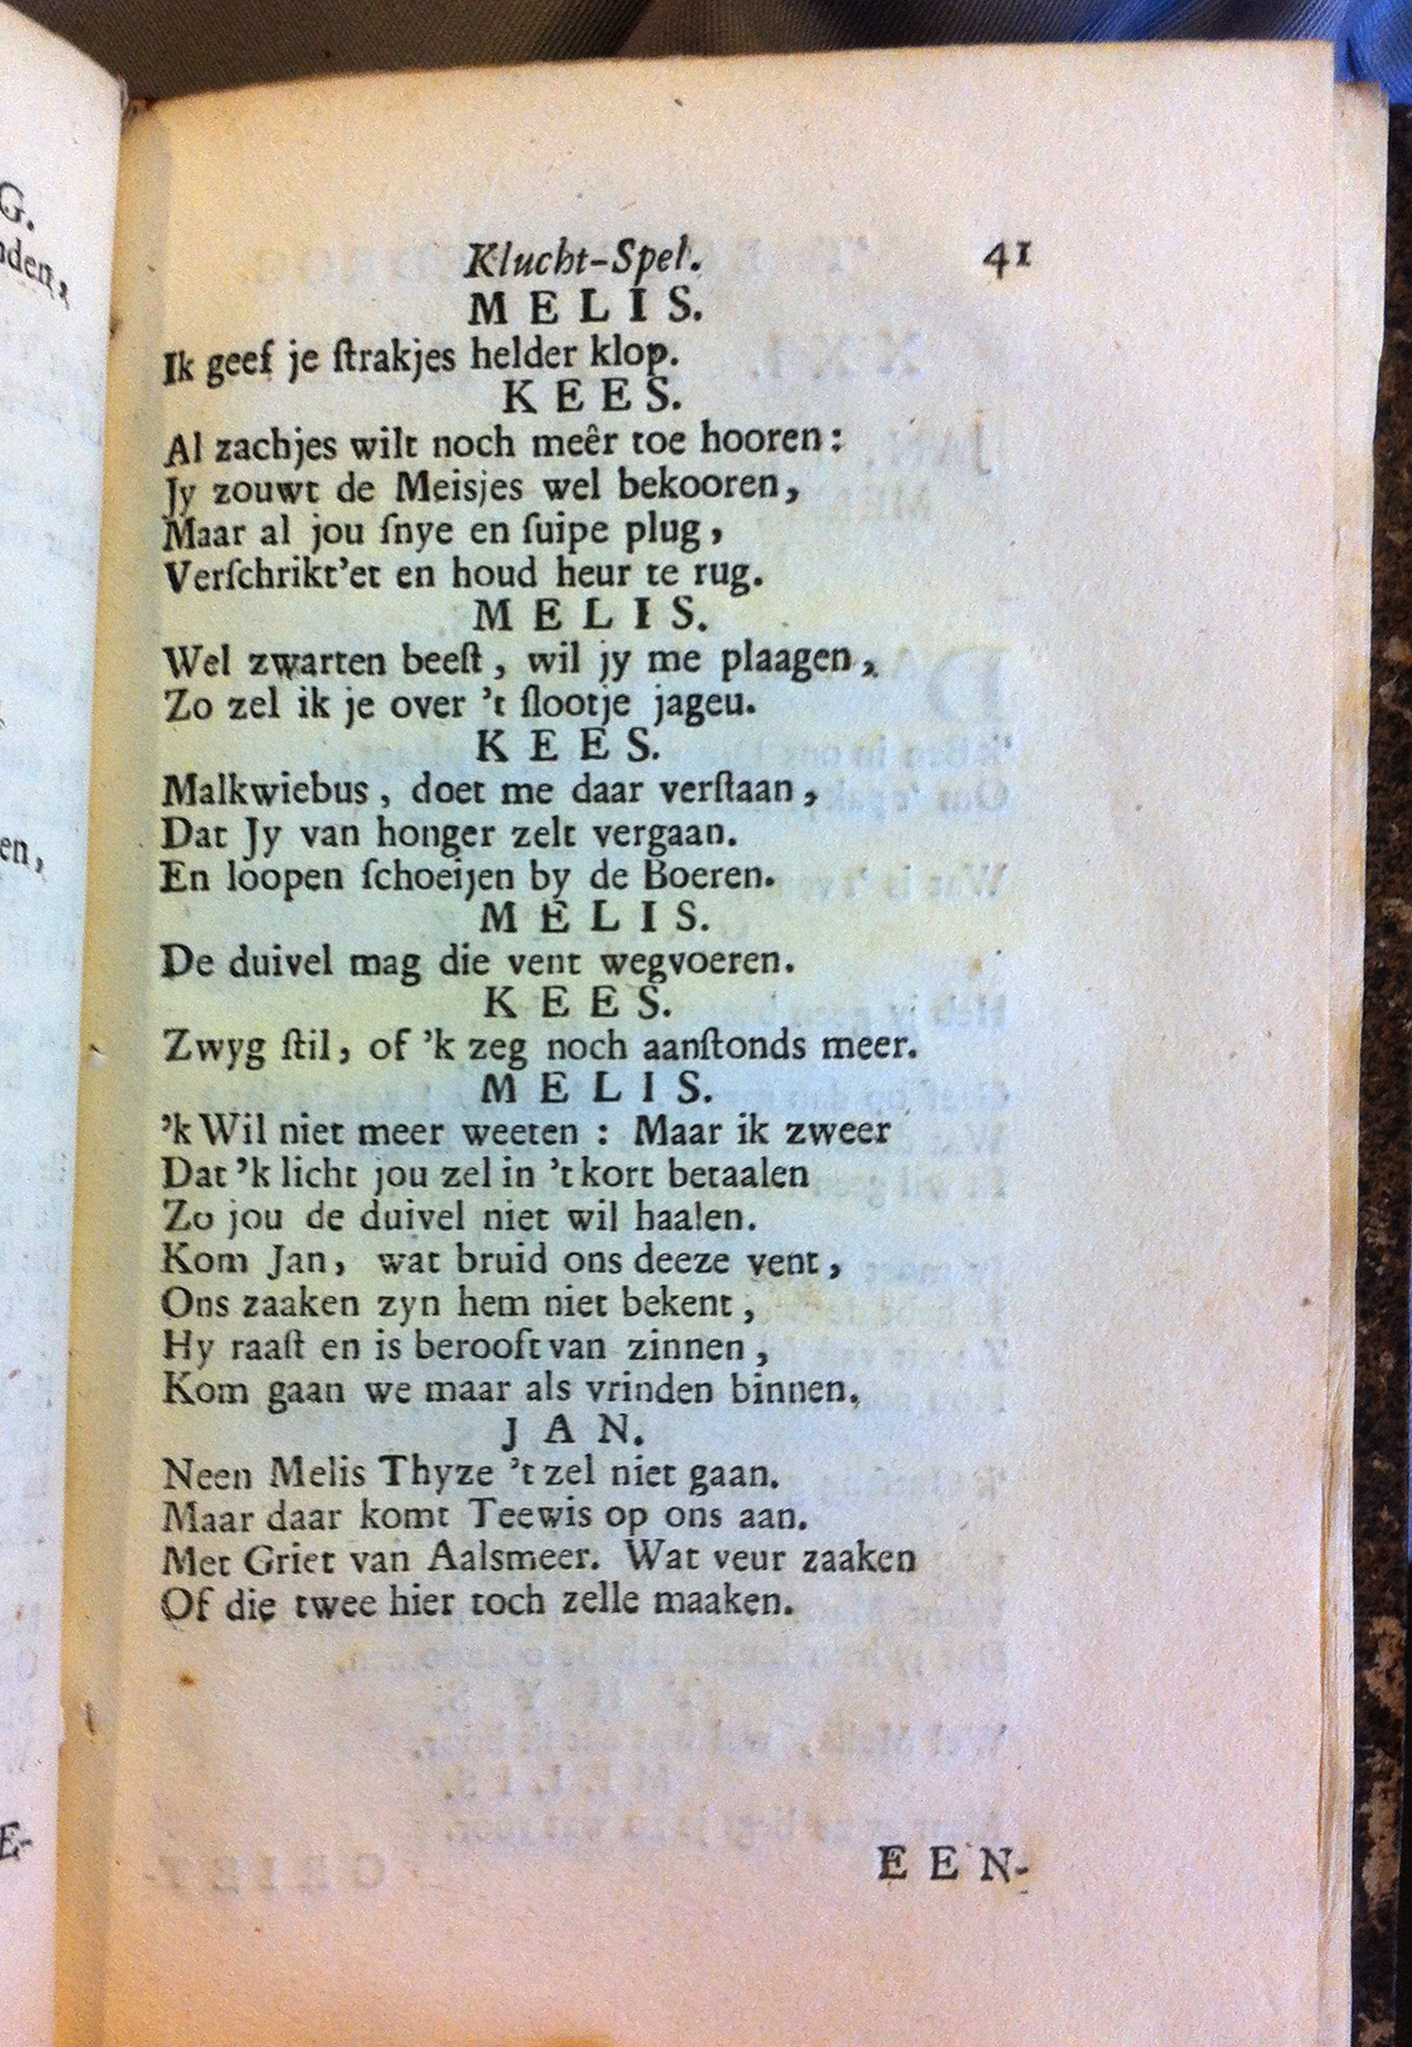 Klucht-Spel. 41
MELIS.
Ik geef je ſtrakjes helder klop.
KEES.
Al zachjes wilt noch meêr toe hooren:
Jy zouwt de Meisjes wel bekooren,
Maar al jou ſnye en ſuipe plug,
Verſchrikt'et en houd heur te rug.
MELIS.
Wel zwarten beeſt, wil jy me plaagen,
Zo zel ik je over 't ſlootje jageu.
KEES.
Malkwiebus, doet me daar verſtaan,
Dat Jy van honger zelt vergaan.
En loopen ſchoeijen by de Boeren.
MELIS.
De duivel mag die vent wegvoeren.
KEES.
Zwyg ſtil, of 'k zeg noch aanſtonds meer.
MELIS.
'k Wil niet meer weeten : Maar ik zweer
Dat 'k licht jou zel in 't kort betaalen
Zo jou de duivel niet wil haalen.
Kom Jan, wat bruid ons deeze vent,
Ons zaaken zyn hem niet bekent,
Hy raaſt en is berooft van zinnen,
Kom gaan we maar als vrinden binnen.
JAN.
Neen Melis Thyze 't zel niet gaan.
Maar daar komt Teewis op ons aan.
Met Griet van Aalsmeer. Wat veur zaaken
Of die twee hier toch zelle maaken.
EEN-